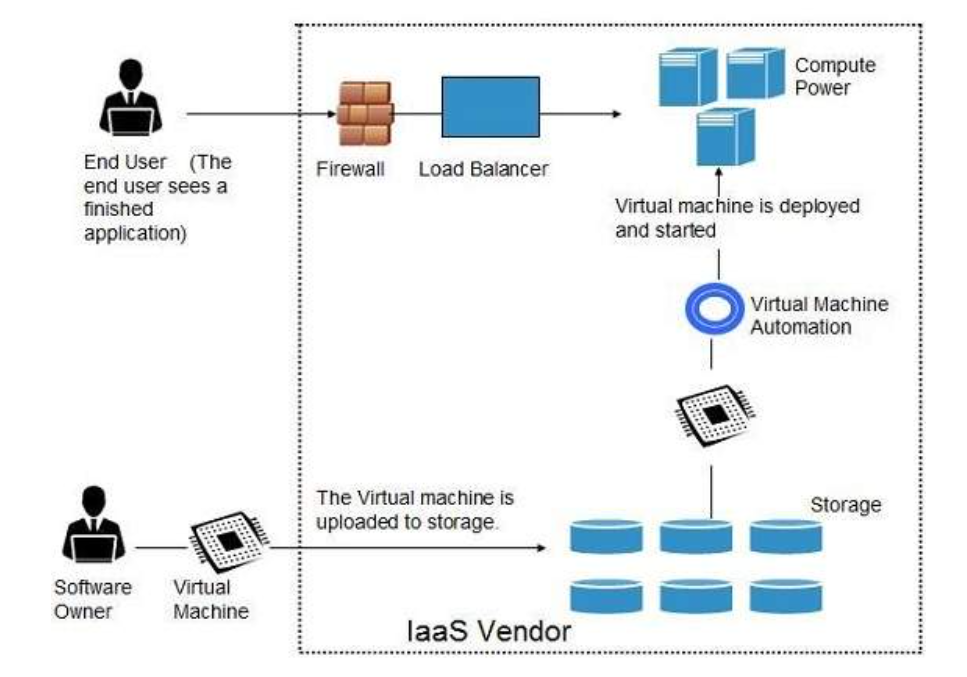 Compute
Power
End User (The
end user sees a
finished
application)
Firewall
Load Balancer
Virtual machine is deployed
and started
Virtual Machine
Automation
The Virtual machine is
uploaded to storage.
Storage
Software
Owner
Virtual
Machine
IaaS Vendor